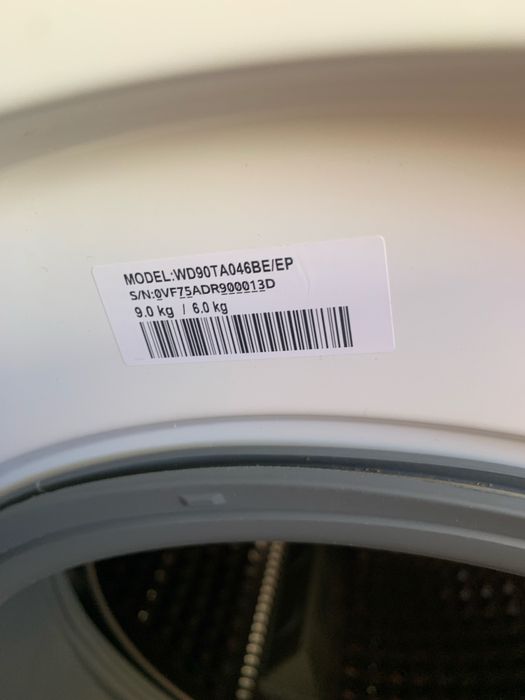 MODEL:WD90TA046BE/EP
S/N:0VF75ADR900013D
9.0 kg / 6.0 kg